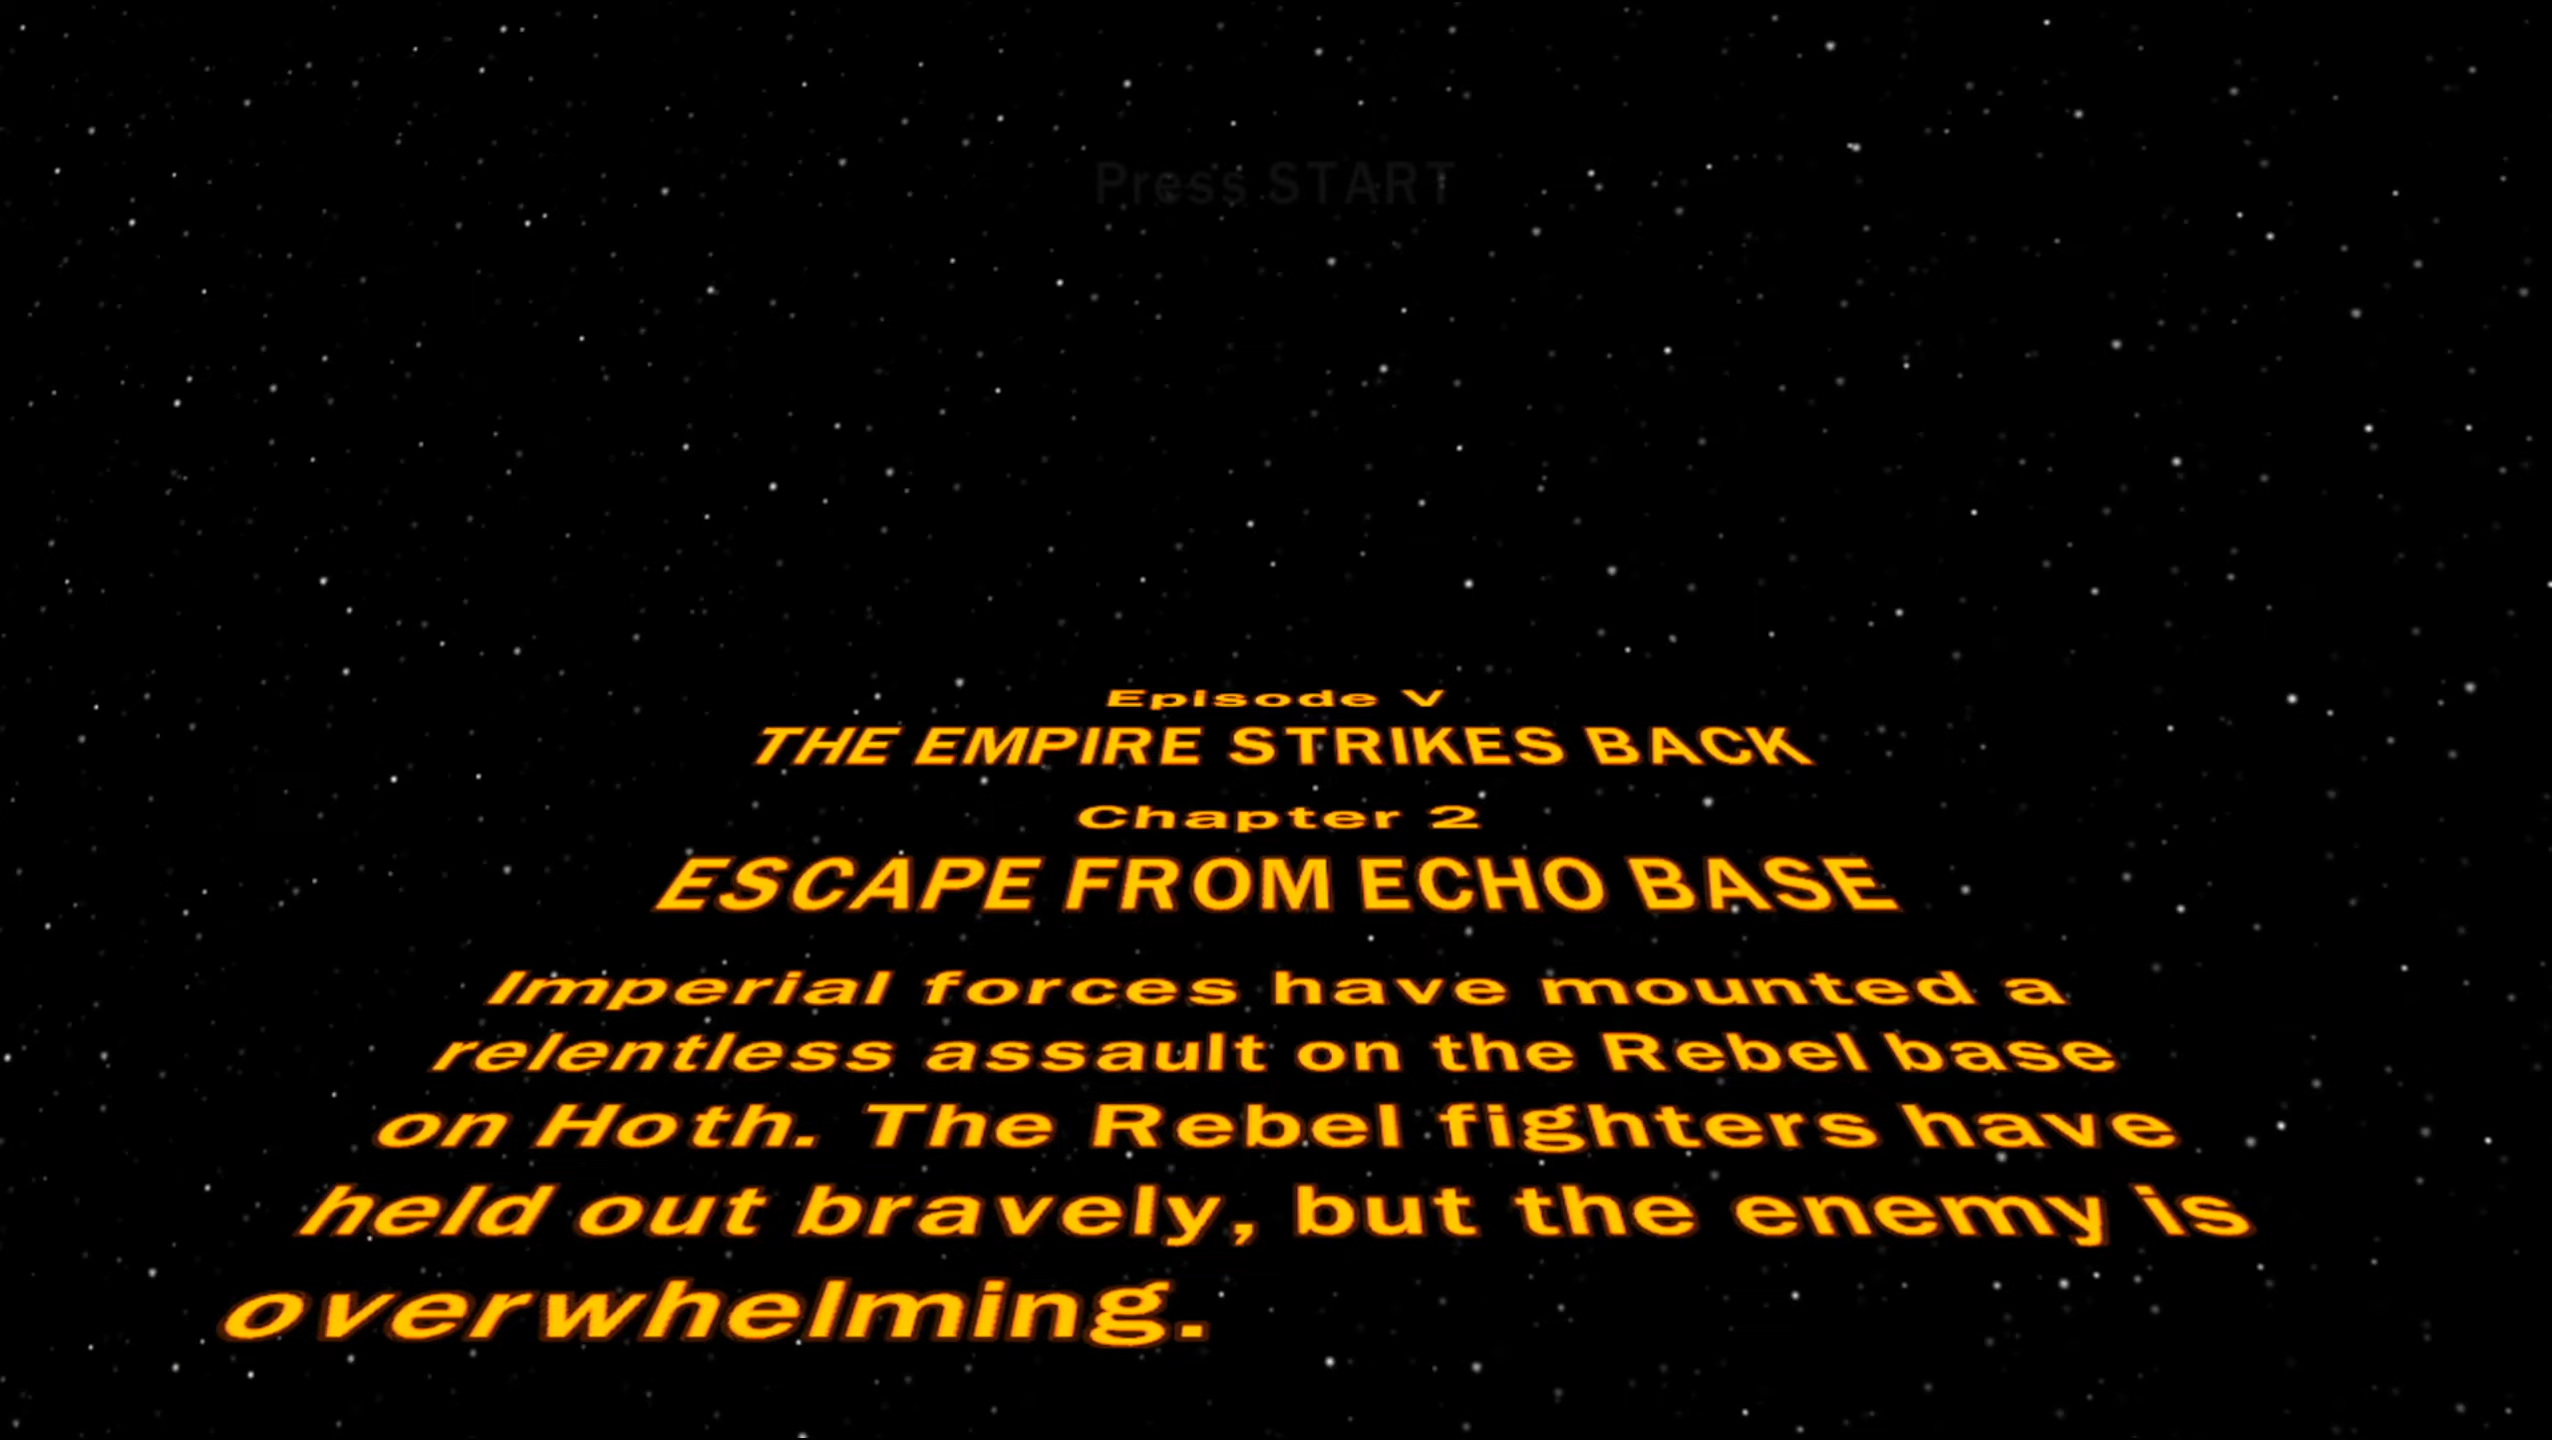 Press START
Episode V
THE EMPIRE STRIKES BACK
Chapter 2
ESCAPE FROM ECHO BASE
Imperial forces have mounted a
relentless assault on the Rebel base
on Hoth. The Rebel fighters have
held out bravely, but the enemy is
overwhelming.